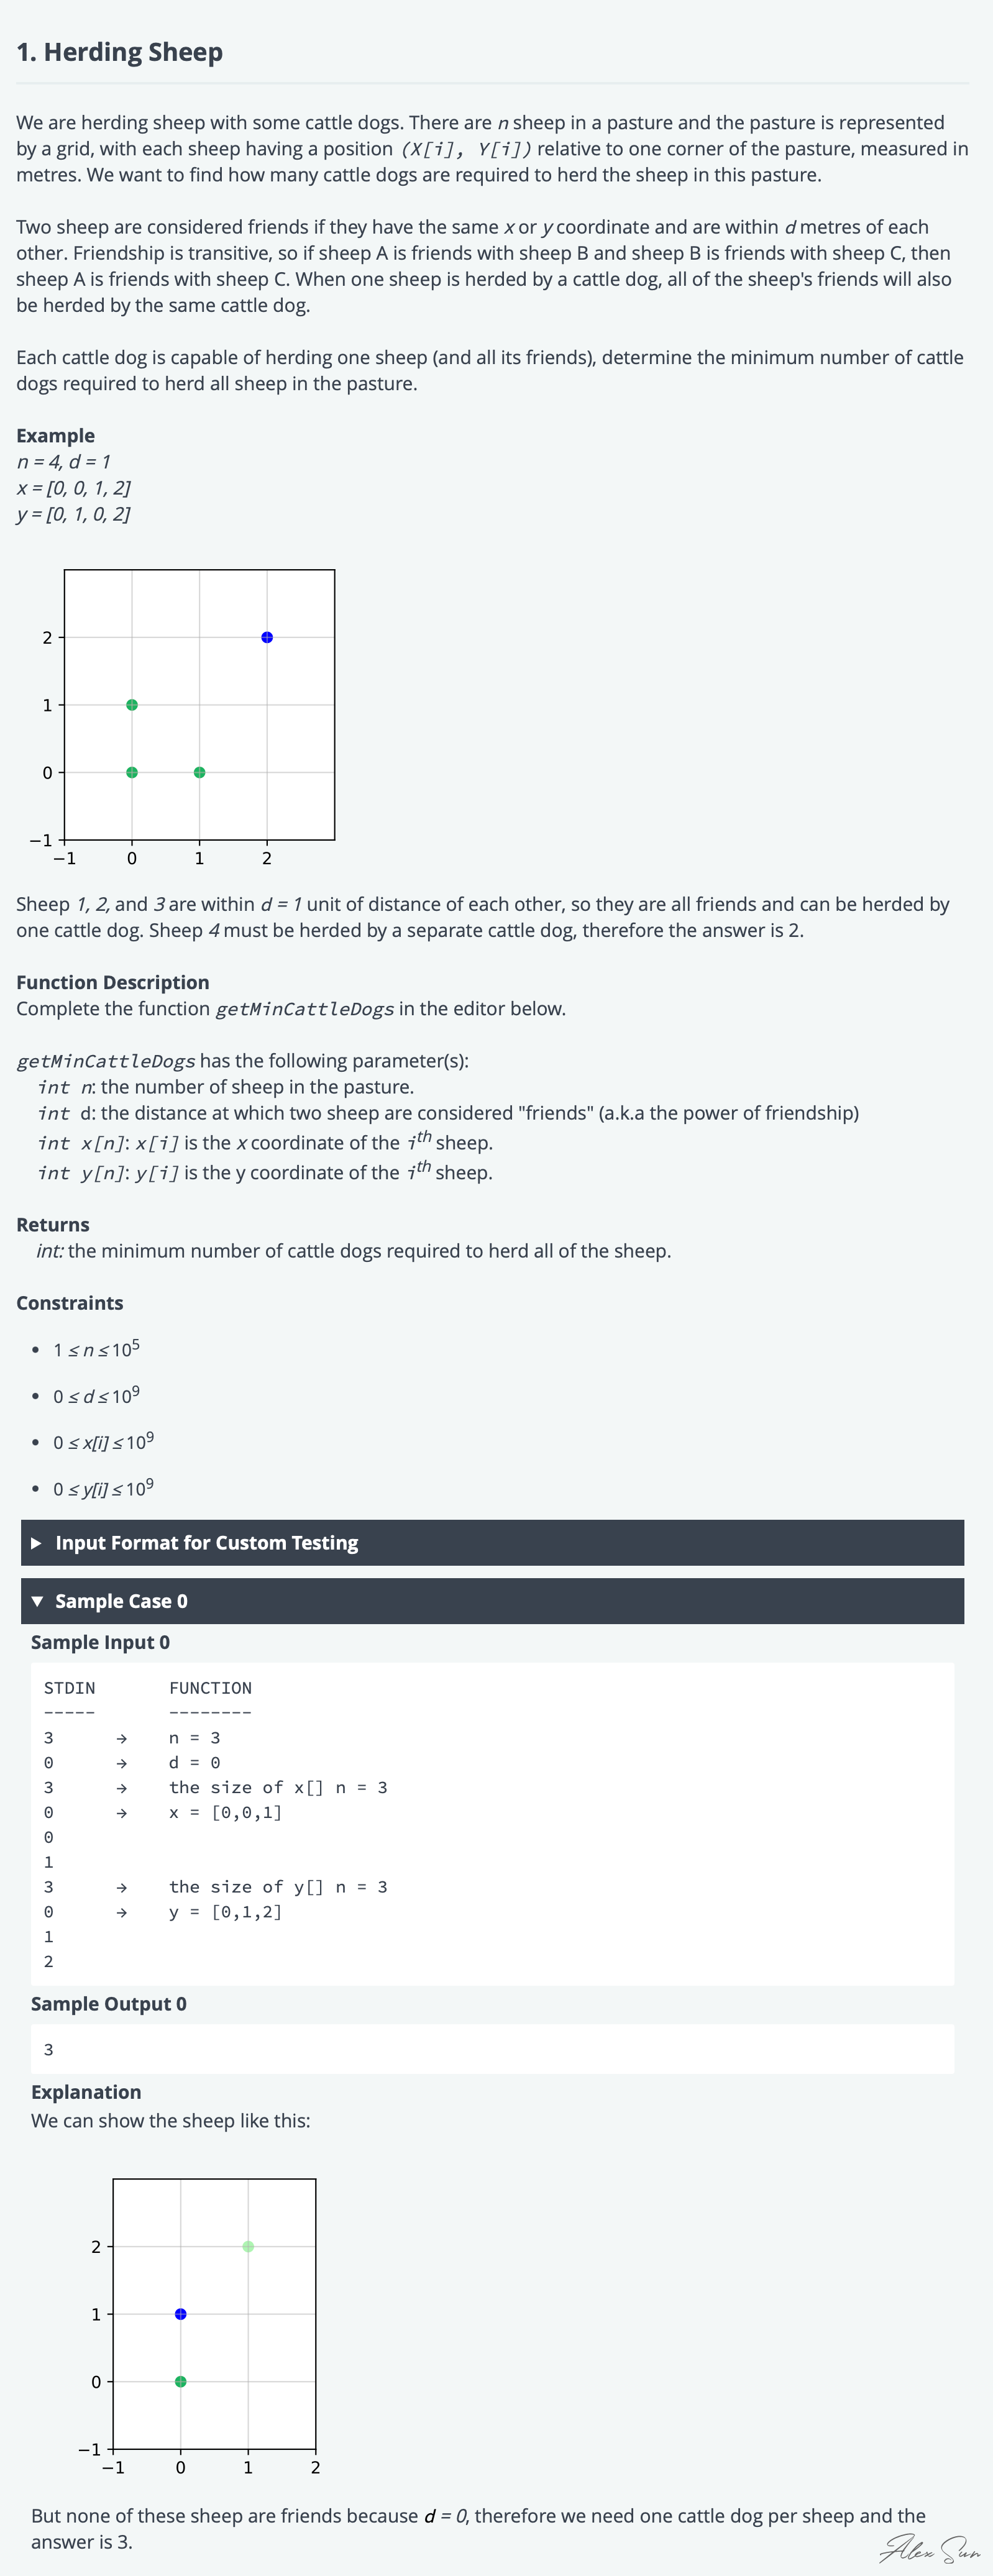 1. Herding Sheep
We are herding sheep with some cattle dogs. There are n sheep in a pasture and the pasture is represented
by a grid, with each sheep having a position (X[i], Y[i]) relative to one corner of the pasture, measured in
metres. We want to find how many cattle dogs are required to herd the sheep in this pasture.
Two sheep are considered friends if they have the same x or y coordinate and are within d metres of each
other. Friendship is transitive, so if sheep A is friends with sheep B and sheep B is friends with sheep C, then
sheep A is friends with sheep C. When one sheep is herded by a cattle dog, all of the sheep's friends will also
be herded by the same cattle dog.
Each cattle dog is capable of herding one sheep (and all its friends), determine the minimum number of cattle
dogs required to herd all sheep in the pasture.
Example
n = 4, d = 1
x = [0, 0, 1, 2]
y = [0, 1, 0, 2]
2
1
0
−1
−1 0 1 2
Sheep 1, 2, and 3 are within d = 1 unit of distance of each other, so they are all friends and can be herded by
one cattle dog. Sheep 4 must be herded by a separate cattle dog, therefore the answer is 2.
Function Description
Complete the function getMinCattleDogs in the editor below.
getMinCattleDogs has the following parameter(s):
int n: the number of sheep in the pasture.
int d: the distance at which two sheep are considered "friends" (a.k.a the power of friendship)
int x[n]: x[i] is the x coordinate of the ith sheep.
int y[n]: y[i] is the y coordinate of the ith sheep.
Returns
int: the minimum number of cattle dogs required to herd all of the sheep.
Constraints
• 1 ≤ n ≤ 10^5
• 0 ≤ d ≤ 10^9
• 0 ≤ x[i] ≤ 10^9
• 0 ≤ y[i] ≤ 10^9
▶ Input Format for Custom Testing
▼ Sample Case 0
Sample Input 0
STDIN FUNCTION
----- --------
3 → n = 3
0 → d = 0
3 → the size of x[] n = 3
0 → x = [0,0,1]
0
1
3 → the size of y[] n = 3
0 → y = [0,1,2]
1
2
Sample Output 0
3
Explanation
We can show the sheep like this:
2
1
0
−1
−1 0 1 2
But none of these sheep are friends because d = 0, therefore we need one cattle dog per sheep and the
answer is 3.
Alex Sun